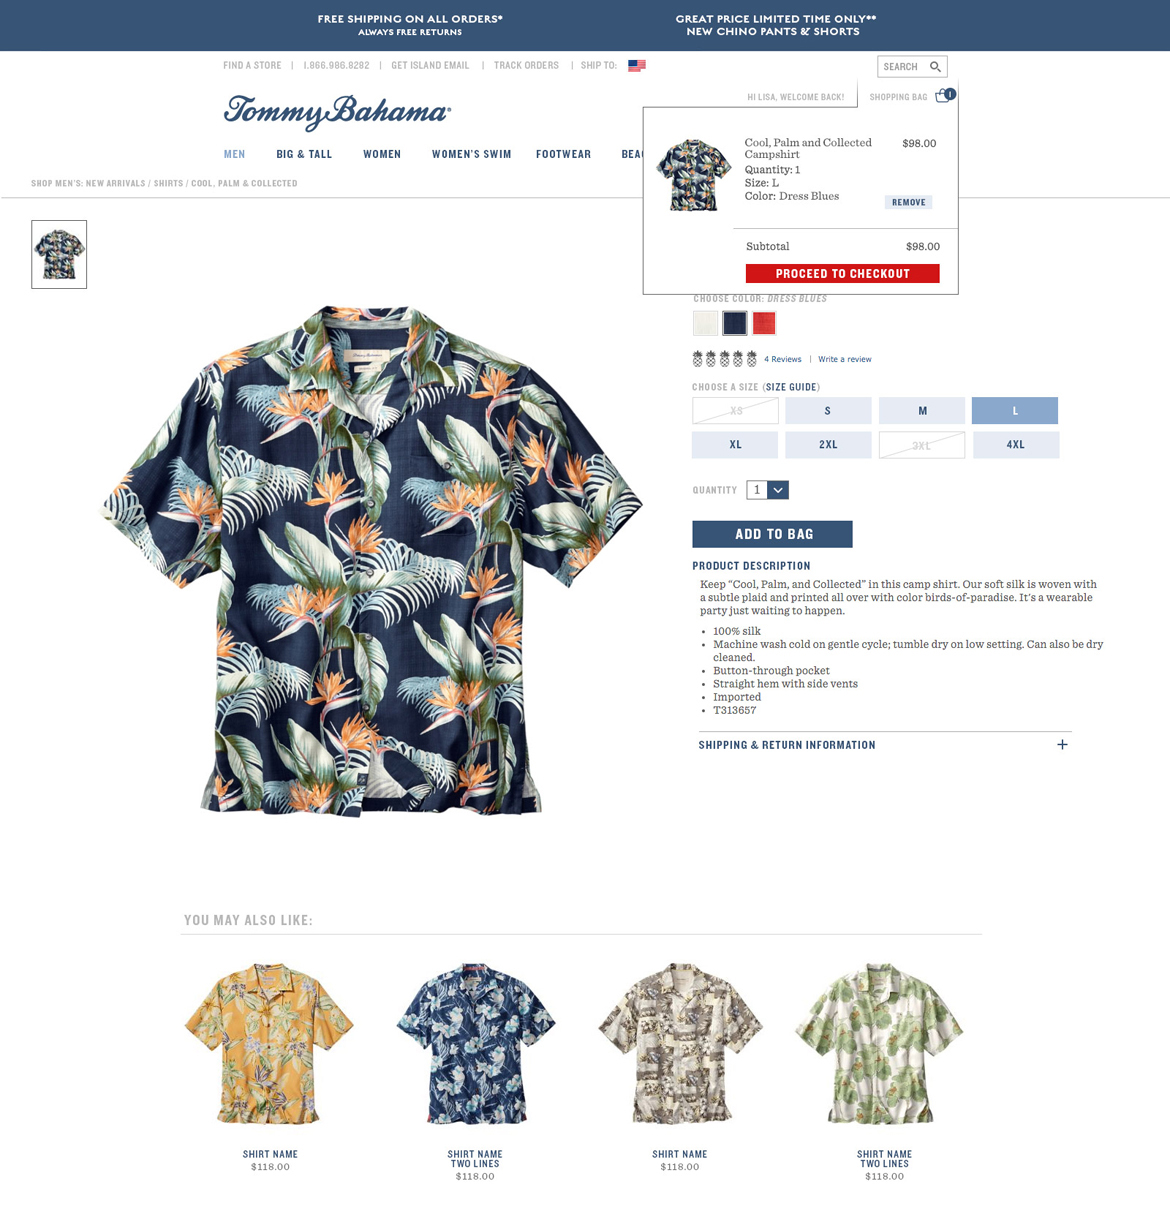 FREE SHIPPING ON ALL ORDERS*
ALWAYS FREE RETURNS
GREAT PRICE LIMITED TIME ONLY**
NEW CHINO PANTS & SHORTS
FIND A STORE | 1.866.986.8282 | GET ISLAND EMAIL | TRACK ORDERS | SHIP TO:
SEARCH
HI LISA, WELCOME BACK!
SHOPPING BAG 1
Tommy Bahama®
MEN BIG & TALL WOMEN WOMEN'S SWIM FOOTWEAR BEA
SHOP MEN'S: NEW ARRIVALS / SHIRTS / COOL, PALM & COLLECTED
Cool, Palm and Collected
Campshirt
$98.00
Quantity: 1
Size: L
Color: Dress Blues
REMOVE
Subtotal $98.00
PROCEED TO CHECKOUT
CHOOSE COLOR: DRESS BLUES
4 Reviews | Write a review
CHOOSE A SIZE (SIZE GUIDE)
XS S M L
XL 2XL 3XL 4XL
QUANTITY 1
ADD TO BAG
PRODUCT DESCRIPTION
Keep “Cool, Palm, and Collected” in this camp shirt. Our soft silk is woven with
a subtle plaid and printed all over with color birds-of-paradise. It's a wearable
party just waiting to happen.
• 100% silk
• Machine wash cold on gentle cycle; tumble dry on low setting. Can also be dry
cleaned.
• Button-through pocket
• Straight hem with side vents
• Imported
• T313657
SHIPPING & RETURN INFORMATION +
YOU MAY ALSO LIKE:
SHIRT NAME
$118.00
SHIRT NAME
TWO LINES
$118.00
SHIRT NAME
$118.00
SHIRT NAME
TWO LINES
$118.00